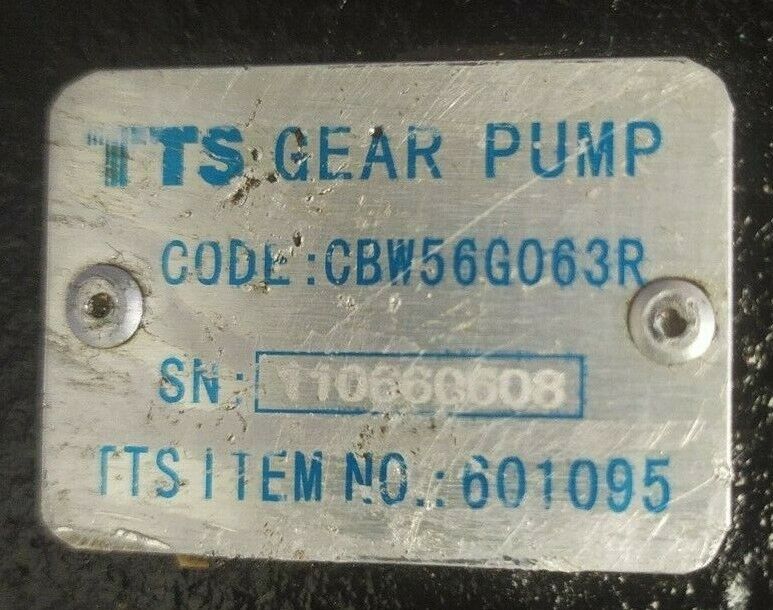 TTS GEAR PUMP
CODE:CBW56G063R
SN:
TTS ITEM NO.:601095